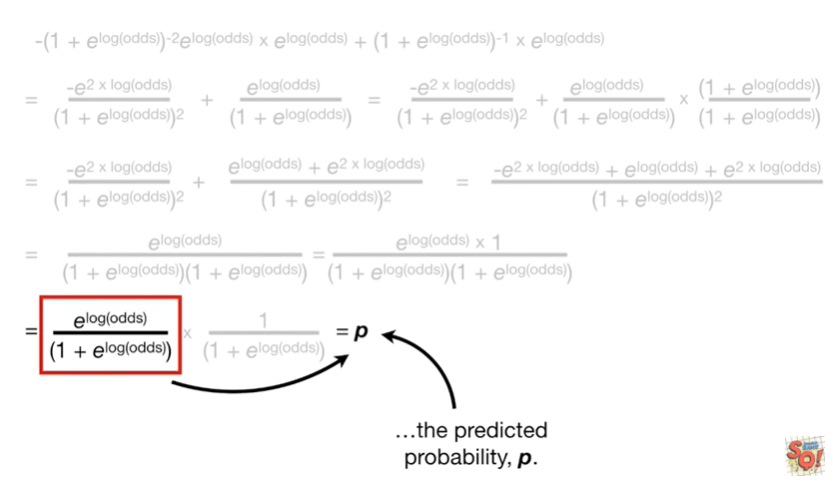 -(1 + e^log(odds))^-2 e^log(odds) x e^log(odds) + (1 + e^log(odds))^-1 x e^log(odds)
= -e^2 x log(odds) / (1 + e^log(odds))^2 + e^log(odds) / (1 + e^log(odds)) = -e^2 x log(odds) / (1 + e^log(odds))^2 + e^log(odds) / (1 + e^log(odds)) x (1 + e^log(odds)) / (1 + e^log(odds))
= -e^2 x log(odds) / (1 + e^log(odds))^2 + e^log(odds) + e^2 x log(odds) / (1 + e^log(odds))^2 = -e^2 x log(odds) + e^log(odds) + e^2 x log(odds) / (1 + e^log(odds))^2
= e^log(odds) / (1 + e^log(odds))(1 + e^log(odds)) = e^log(odds) x 1 / (1 + e^log(odds))(1 + e^log(odds))
= e^log(odds) / (1 + e^log(odds)) x 1 / (1 + e^log(odds)) = p
…the predicted
probability, p.
SQ!